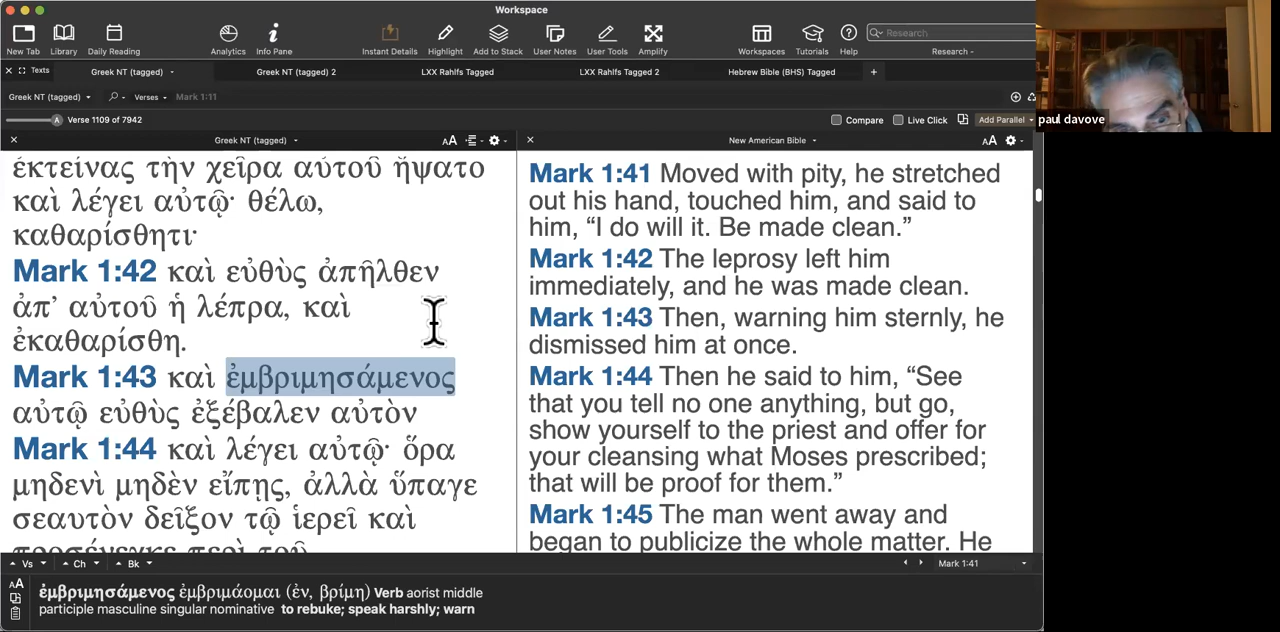 Workspace
New Tab Library Daily Reading Analytics Info Pane Instant Details Highlight Add to Stack User Notes User Tools Amplify Workspaces Tutorials Help Research
Research
Texts Greek NT (tagged) Greek NT (tagged) 2 LXX Rahlfs Tagged LXX Rahlfs Tagged 2 Hebrew Bible (BHS) Tagged +
Greek NT (tagged) Verses Mark 1:11
A Verse 1109 of 7942 Compare Live Click Add Parallel
paul davove
Greek NT (tagged) AA
ἐκτείνας τὴν χεῖρα αὐτοῦ ἥψατο
καὶ λέγει αὐτῷ· θέλω,
καθαρίσθητι·
Mark 1:42 καὶ εὐθὺς ἀπῆλθεν
ἀπ’ αὐτοῦ ἡ λέπρα, καὶ
ἐκαθαρίσθη.
Mark 1:43 καὶ ἐμβριμησάμενος
αὐτῷ εὐθὺς ἐξέβαλεν αὐτὸν
Mark 1:44 καὶ λέγει αὐτῷ· ὅρα
μηδενὶ μηδὲν εἴπῃς, ἀλλὰ ὕπαγε
σεαυτὸν δεῖξον τῷ ἱερεῖ καὶ
προσένεγκε περὶ τοῦ
New American Bible AA
Mark 1:41 Moved with pity, he stretched
out his hand, touched him, and said to
him, “I do will it. Be made clean.”
Mark 1:42 The leprosy left him
immediately, and he was made clean.
Mark 1:43 Then, warning him sternly, he
dismissed him at once.
Mark 1:44 Then he said to him, “See
that you tell no one anything, but go,
show yourself to the priest and offer for
your cleansing what Moses prescribed;
that will be proof for them.”
Mark 1:45 The man went away and
began to publicize the whole matter. He
Vs Ch Bk Mark 1:41
AA
ἐμβριμησάμενος ἐμβριμάομαι (ἐν, βρίμη) Verb aorist middle
participle masculine singular nominative to rebuke; speak harshly; warn